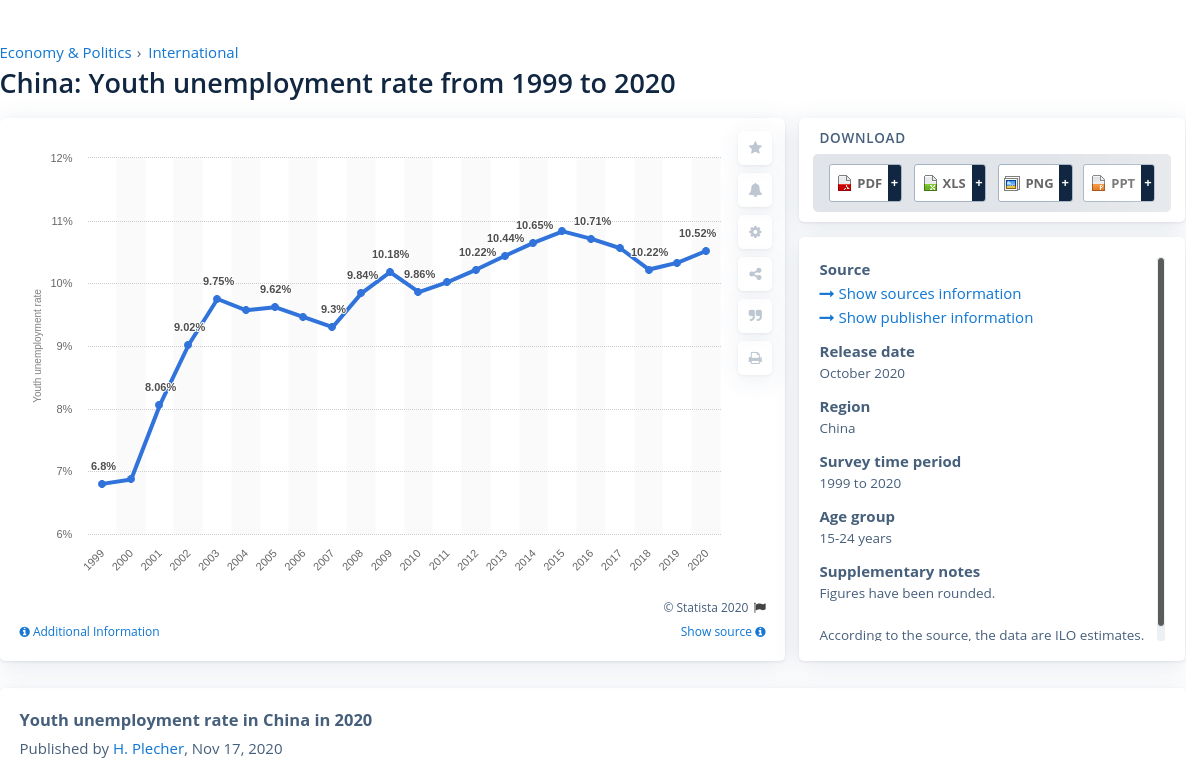 Economy & Politics › International
China: Youth unemployment rate from 1999 to 2020
12%
11%
10%
9%
8%
7%
6%
Youth unemployment rate
6.8%
8.06%
9.02%
9.75%
9.62%
9.3%
9.84%
10.18%
9.86%
10.22%
10.44%
10.65%
10.71%
10.22%
10.52%
1999
2000
2001
2002
2003
2004
2005
2006
2007
2008
2009
2010
2011
2012
2013
2014
2015
2016
2017
2018
2019
2020
© Statista 2020
Additional Information
Show source
DOWNLOAD
PDF + XLS + PNG + PPT +
Source
Show sources information
Show publisher information
Release date
October 2020
Region
China
Survey time period
1999 to 2020
Age group
15-24 years
Supplementary notes
Figures have been rounded.
According to the source, the data are ILO estimates.
Youth unemployment rate in China in 2020
Published by H. Plecher, Nov 17, 2020